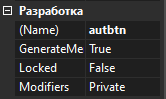 Разработка
(Name) autbtn
GenerateMe True
Locked False
Modifiers Private